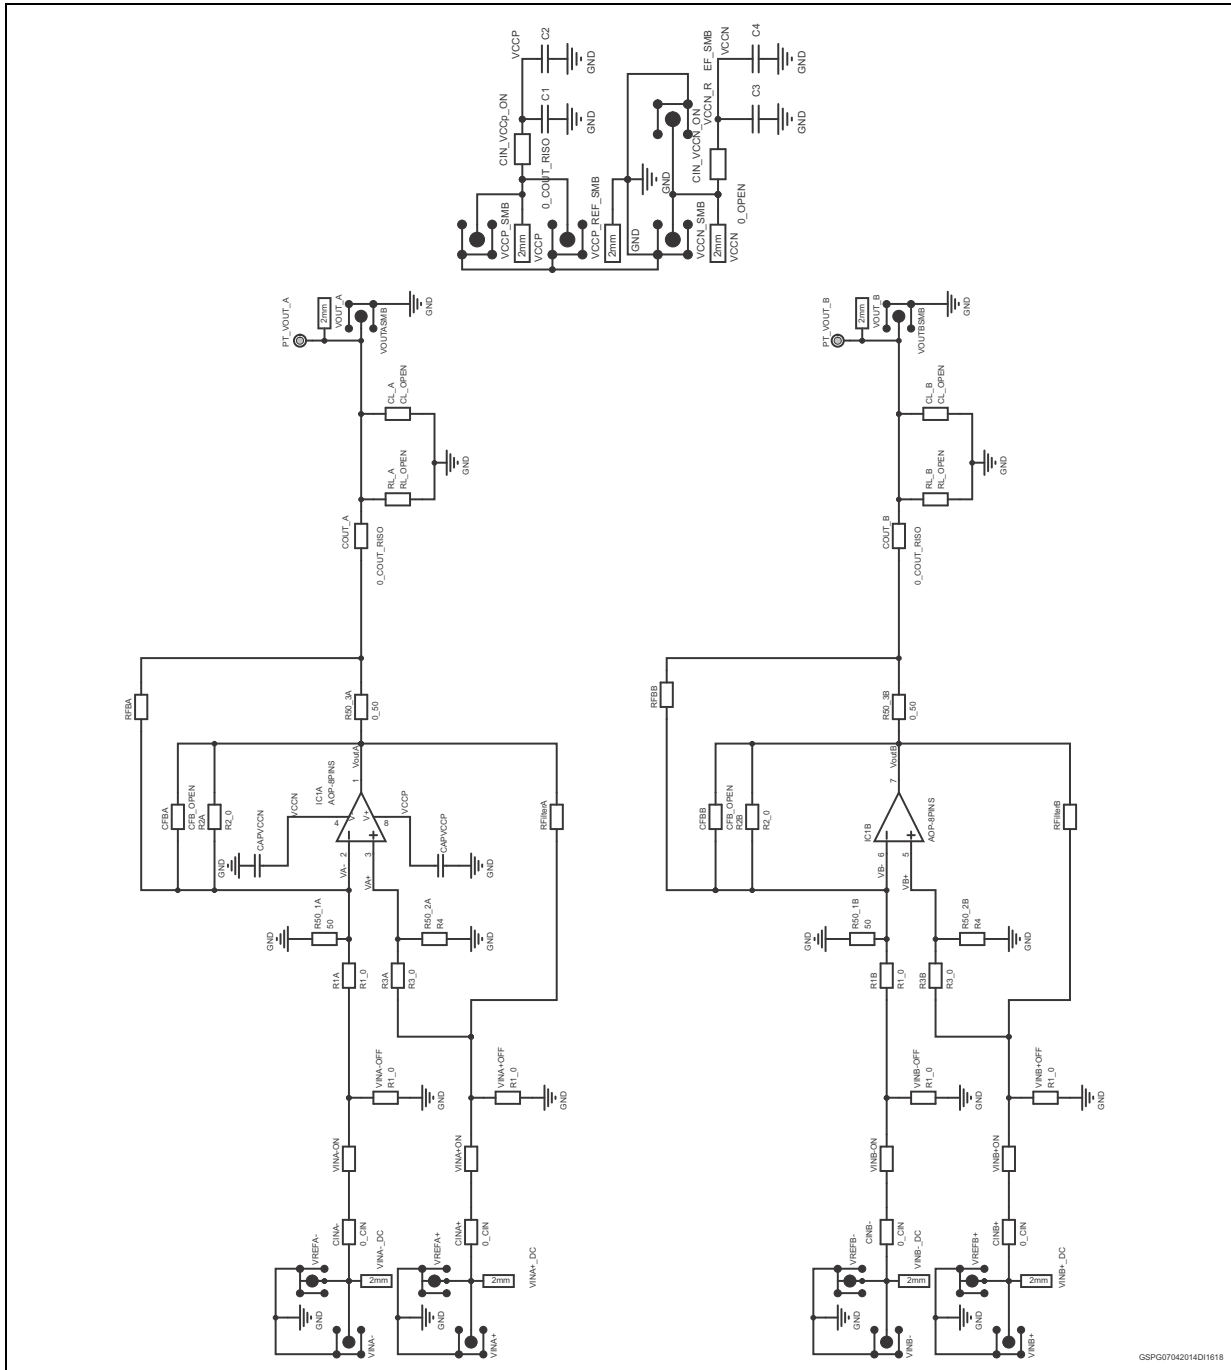 VCCP
C2
GND
CIN_VCCp_ON
C1
GND
0_COUT_RISO
VCCP_SMB
2mm
VCCP
VCCP_REF_SMB
2mm
GND
GND
VCCN_R EF_SMB
VCCN
C4
GND
C3
GND
CIN_VCCN_ON
VCCN_SMB
2mm
VCCN
0_OPEN
PT_VOUT_A
2mm
VOUT_A
VOUTASMB
GND
CL_A
CL_OPEN
RL_A
RL_OPEN
GND
COUT_A
0_COUT_RISO
RFBA
R50_3A
0_50
CFBA
CFB_OPEN
R2A
R2_0
VoutA
1
IC1A
AOP-8PINS
VCCN
4
V-
V+
8
VCCP
CAPVCCN
GND
CAPVCCP
GND
2
3
VA-
VA+
RFilterA
R50_1A
50
GND
R50_2A
R4
GND
R1A
R1_0
R3A
R3_0
VINA-OFF
R1_0
GND
VINA+OFF
R1_0
GND
VINA-ON
VINA+ON
CINA-
0_CIN
CINA+
0_CIN
VREFA-
VINA-_DC
2mm
VREFA+
VINA+_DC
2mm
GND
GND
VINA-
VINA+
PT_VOUT_B
2mm
VOUT_B
VOUTBSMB
GND
CL_B
CL_OPEN
RL_B
RL_OPEN
GND
COUT_B
0_COUT_RISO
RFBB
R50_3B
0_50
CFBB
CFB_OPEN
R2B
R2_0
VoutB
7
IC1B
AOP-8PINS
6
5
VB-
VB+
RFilterB
R50_1B
50
GND
R50_2B
R4
GND
R1B
R1_0
R3B
R3_0
VINB-OFF
R1_0
GND
VINB+OFF
R1_0
GND
VINB-ON
VINB+ON
CINB-
0_CIN
CINB+
0_CIN
VREFB-
VINB-_DC
2mm
VREFB+
VINB+_DC
2mm
GND
GND
VINB-
VINB+
GSPG07042014DI1618